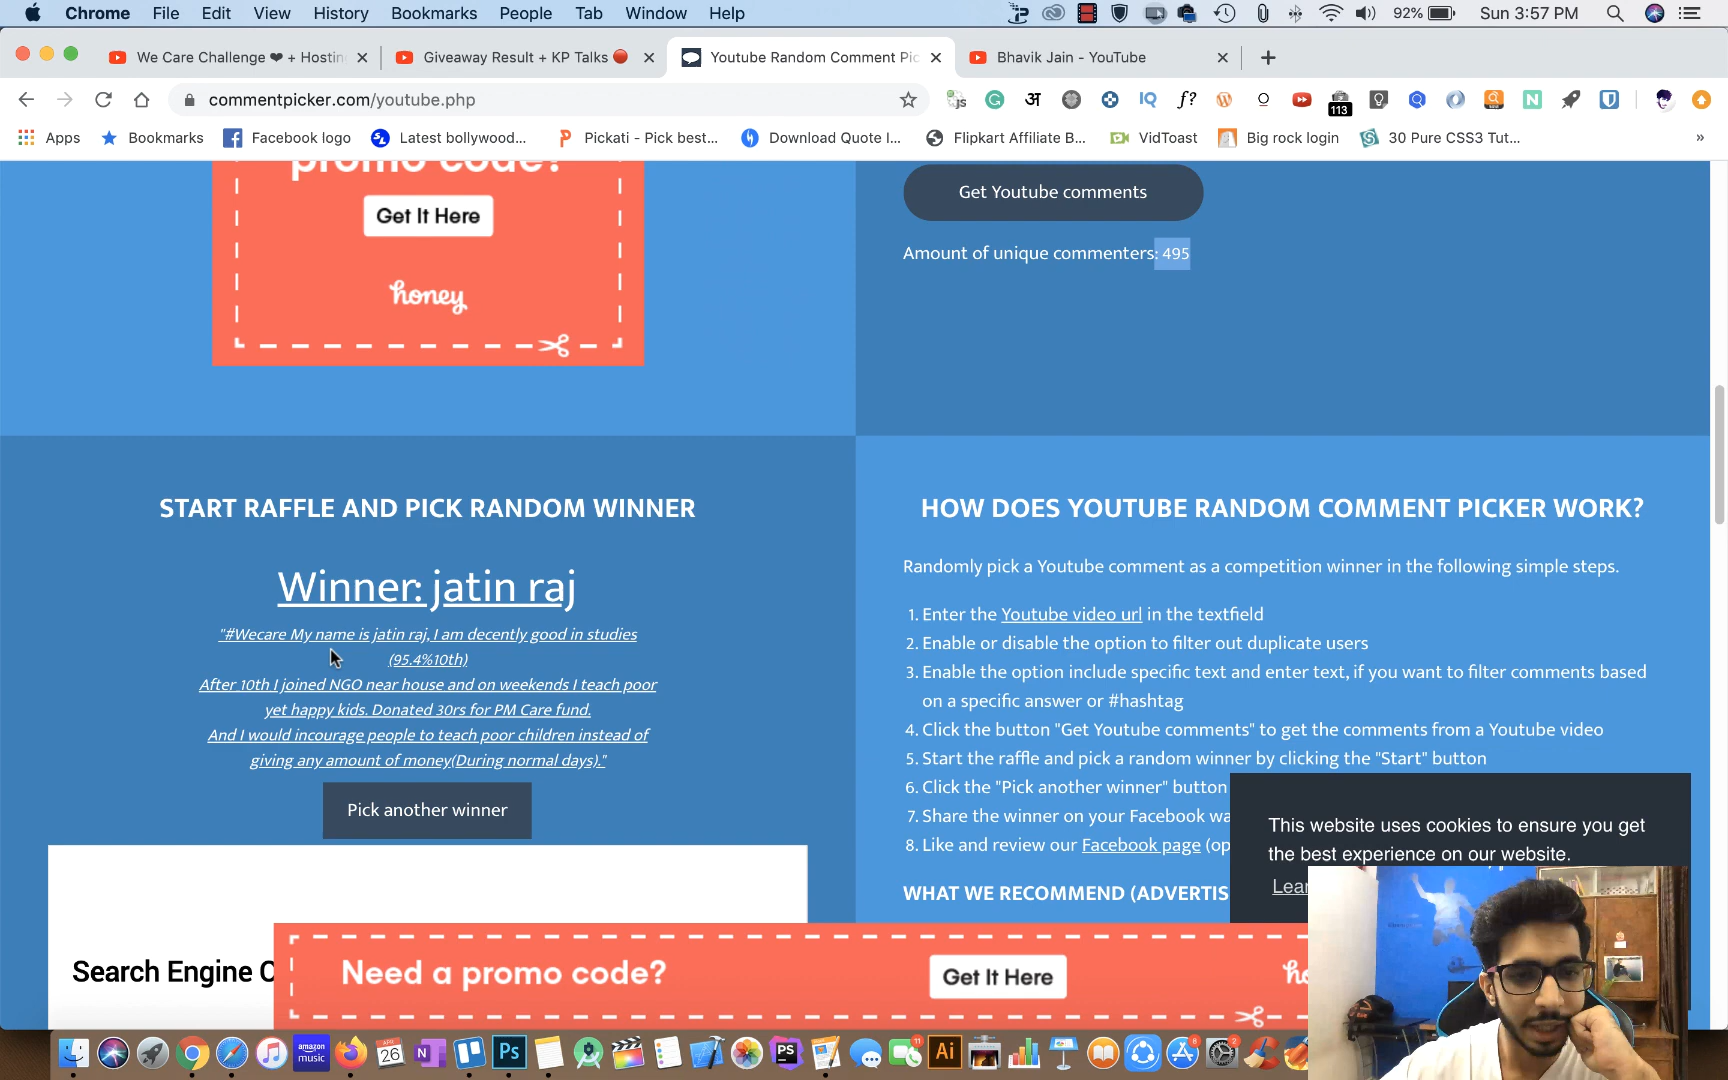 Chrome File Edit View History Bookmarks People Tab Window Help 92% Sun 3:57 PM
We Care Challenge ❤ + Hostin
Giveaway Result + KP Talks 🔴
Youtube Random Comment Pic
Bhavik Jain - YouTube
commentpicker.com/youtube.php
113
Apps Bookmarks Facebook logo Latest bollywood... Pickati - Pick best... Download Quote I... Flipkart Affiliate B... VidToast Big rock login 30 Pure CSS3 Tut... »
promo code?
Get It Here
honey
Get Youtube comments
Amount of unique commenters: 495
START RAFFLE AND PICK RANDOM WINNER
Winner: jatin raj
"#Wecare My name is jatin raj, I am decently good in studies
(95.4%10th)
After 10th I joined NGO near house and on weekends I teach poor
yet happy kids. Donated 30rs for PM Care fund.
And I would incourage people to teach poor children instead of
giving any amount of money(During normal days)."
Pick another winner
Search Engine
HOW DOES YOUTUBE RANDOM COMMENT PICKER WORK?
Randomly pick a Youtube comment as a competition winner in the following simple steps.
1. Enter the Youtube video url in the textfield
2. Enable or disable the option to filter out duplicate users
3. Enable the option include specific text and enter text, if you want to filter comments based
on a specific answer or #hashtag
4. Click the button "Get Youtube comments" to get the comments from a Youtube video
5. Start the raffle and pick a random winner by clicking the "Start" button
6. Click the "Pick another winner" button
7. Share the winner on your Facebook wa
8. Like and review our Facebook page (op
WHAT WE RECOMMEND (ADVERTIS
This website uses cookies to ensure you get
the best experience on our website.
Lear
Need a promo code?
Get It Here
ho
amazon
music
APR
26
N
Ps
PS
11
Ai
8
2